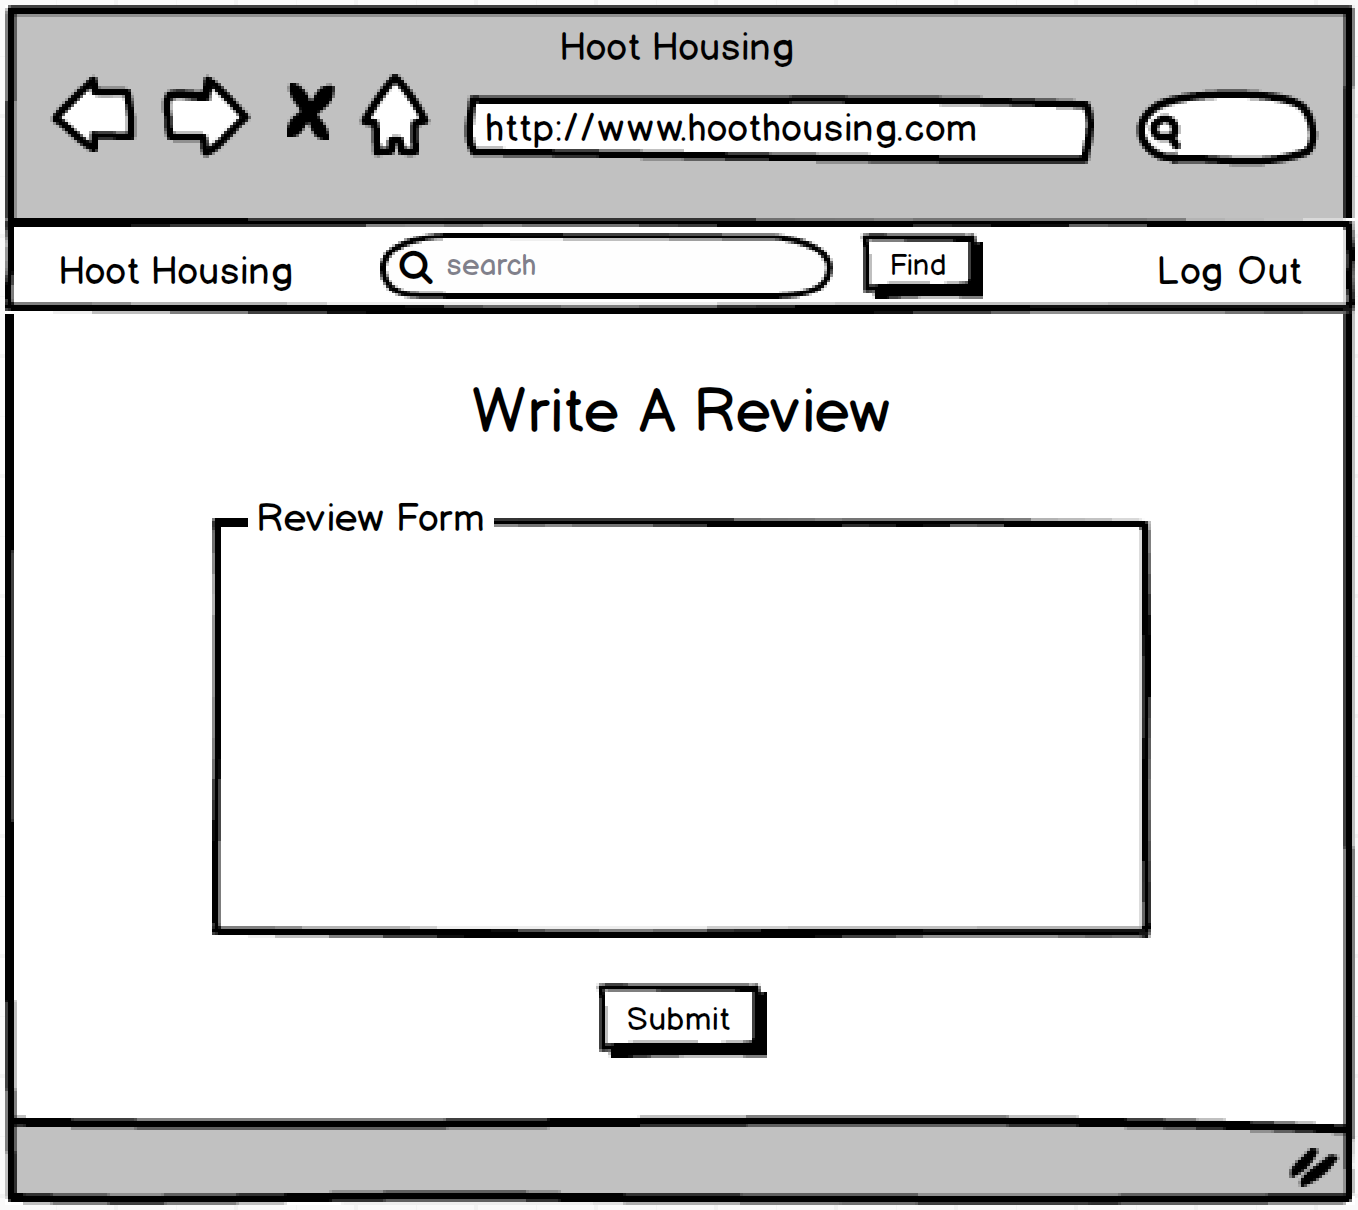 Hoot Housing
http://www.hoothousing.com
Hoot Housing
search
Find
Log Out
Write A Review
Review Form
Submit